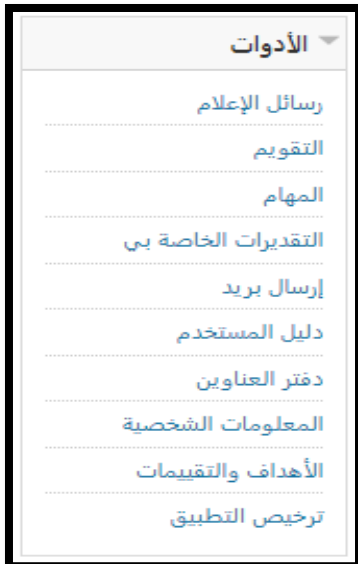 الأدوات
رسائل الإعلام
التقويم
المهام
التقديرات الخاصة بي
إرسال بريد
دليل المستخدم
دفتر العناوين
المعلومات الشخصية
الأهداف والتقييمات
ترخيص التطبيق